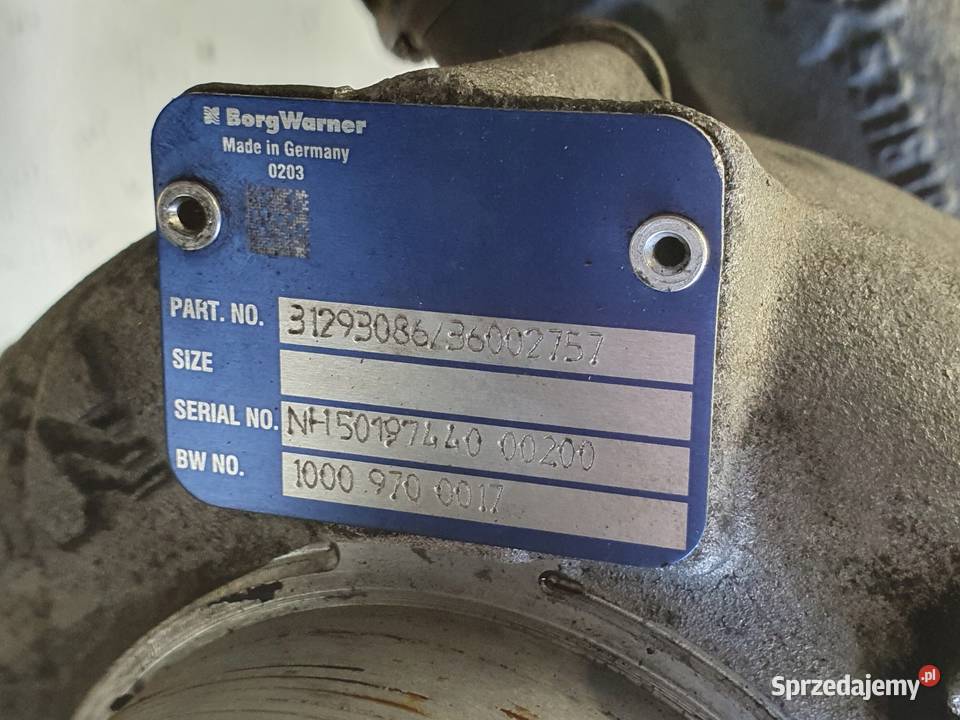 BorgWarner
Made in Germany
0203
PART. NO. 31293086/36002757
SIZE
SERIAL NO. NH50197440 00200
BW NO. 1000 970 0017
Sprzedajemy.pl